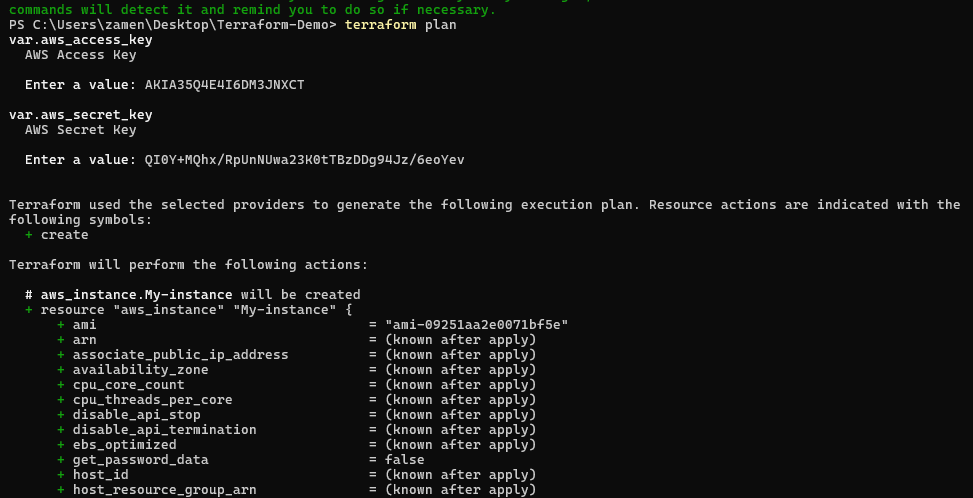 commands will detect it and remind you to do so if necessary.
PS C:\Users\zamen\Desktop\Terraform-Demo> terraform plan
var.aws_access_key
AWS Access Key
Enter a value: AKIA35Q4E4I6DM3JNXCT
var.aws_secret_key
AWS Secret Key
Enter a value: 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
Terraform used the selected providers to generate the following execution plan. Resource actions are indicated with the
following symbols:
+ create
Terraform will perform the following actions:
# aws_instance.My-instance will be created
+ resource "aws_instance" "My-instance" {
+ ami = "ami-09251aa2e0071bf5e"
+ arn = (known after apply)
+ associate_public_ip_address = (known after apply)
+ availability_zone = (known after apply)
+ cpu_core_count = (known after apply)
+ cpu_threads_per_core = (known after apply)
+ disable_api_stop = (known after apply)
+ disable_api_termination = (known after apply)
+ ebs_optimized = (known after apply)
+ get_password_data = false
+ host_id = (known after apply)
+ host_resource_group_arn = (known after apply)